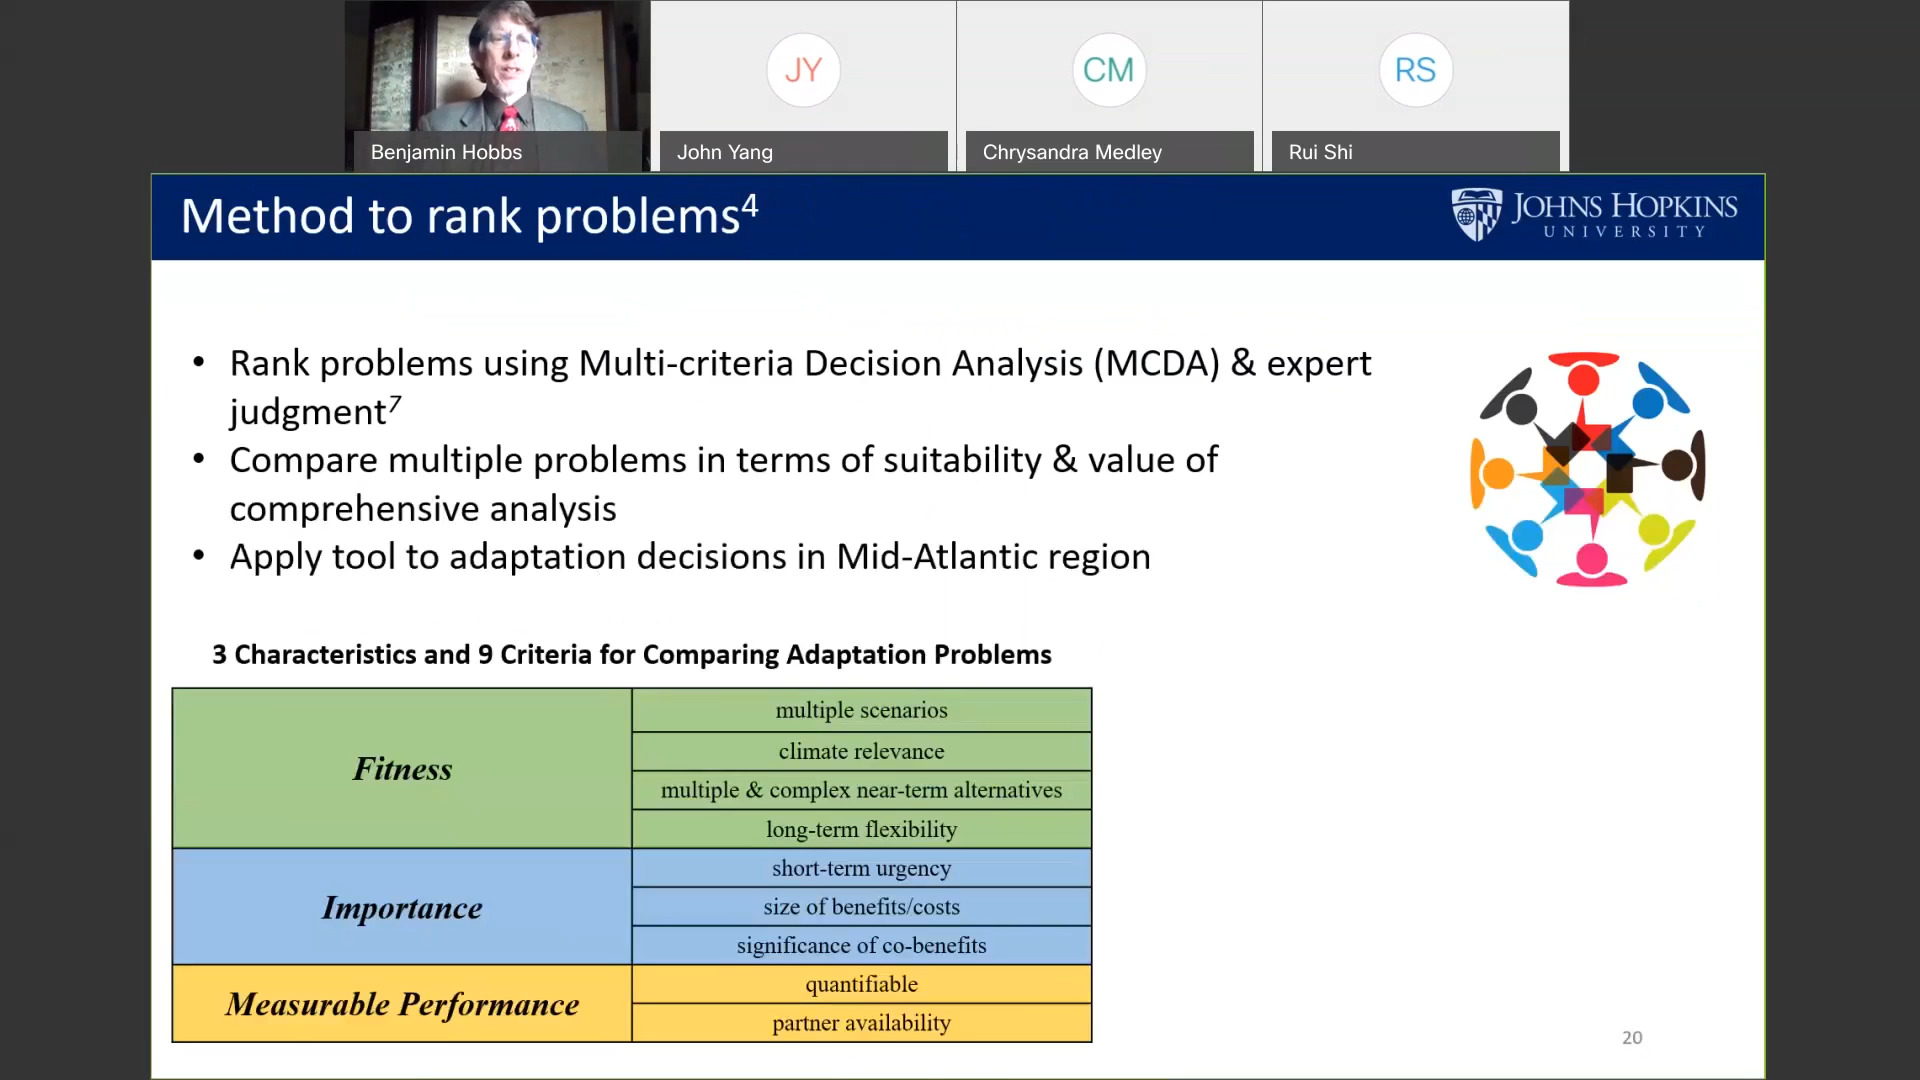 JY
CM
RS
Benjamin Hobbs
John Yang
Chrysandra Medley
Rui Shi
Method to rank problems⁴
JOHNS HOPKINS
UNIVERSITY
• Rank problems using Multi-criteria Decision Analysis (MCDA) & expert
judgment⁷
• Compare multiple problems in terms of suitability & value of
comprehensive analysis
• Apply tool to adaptation decisions in Mid-Atlantic region
3 Characteristics and 9 Criteria for Comparing Adaptation Problems
Fitness
multiple scenarios
climate relevance
multiple & complex near-term alternatives
long-term flexibility
Importance
short-term urgency
size of benefits/costs
significance of co-benefits
Measurable Performance
quantifiable
partner availability
20